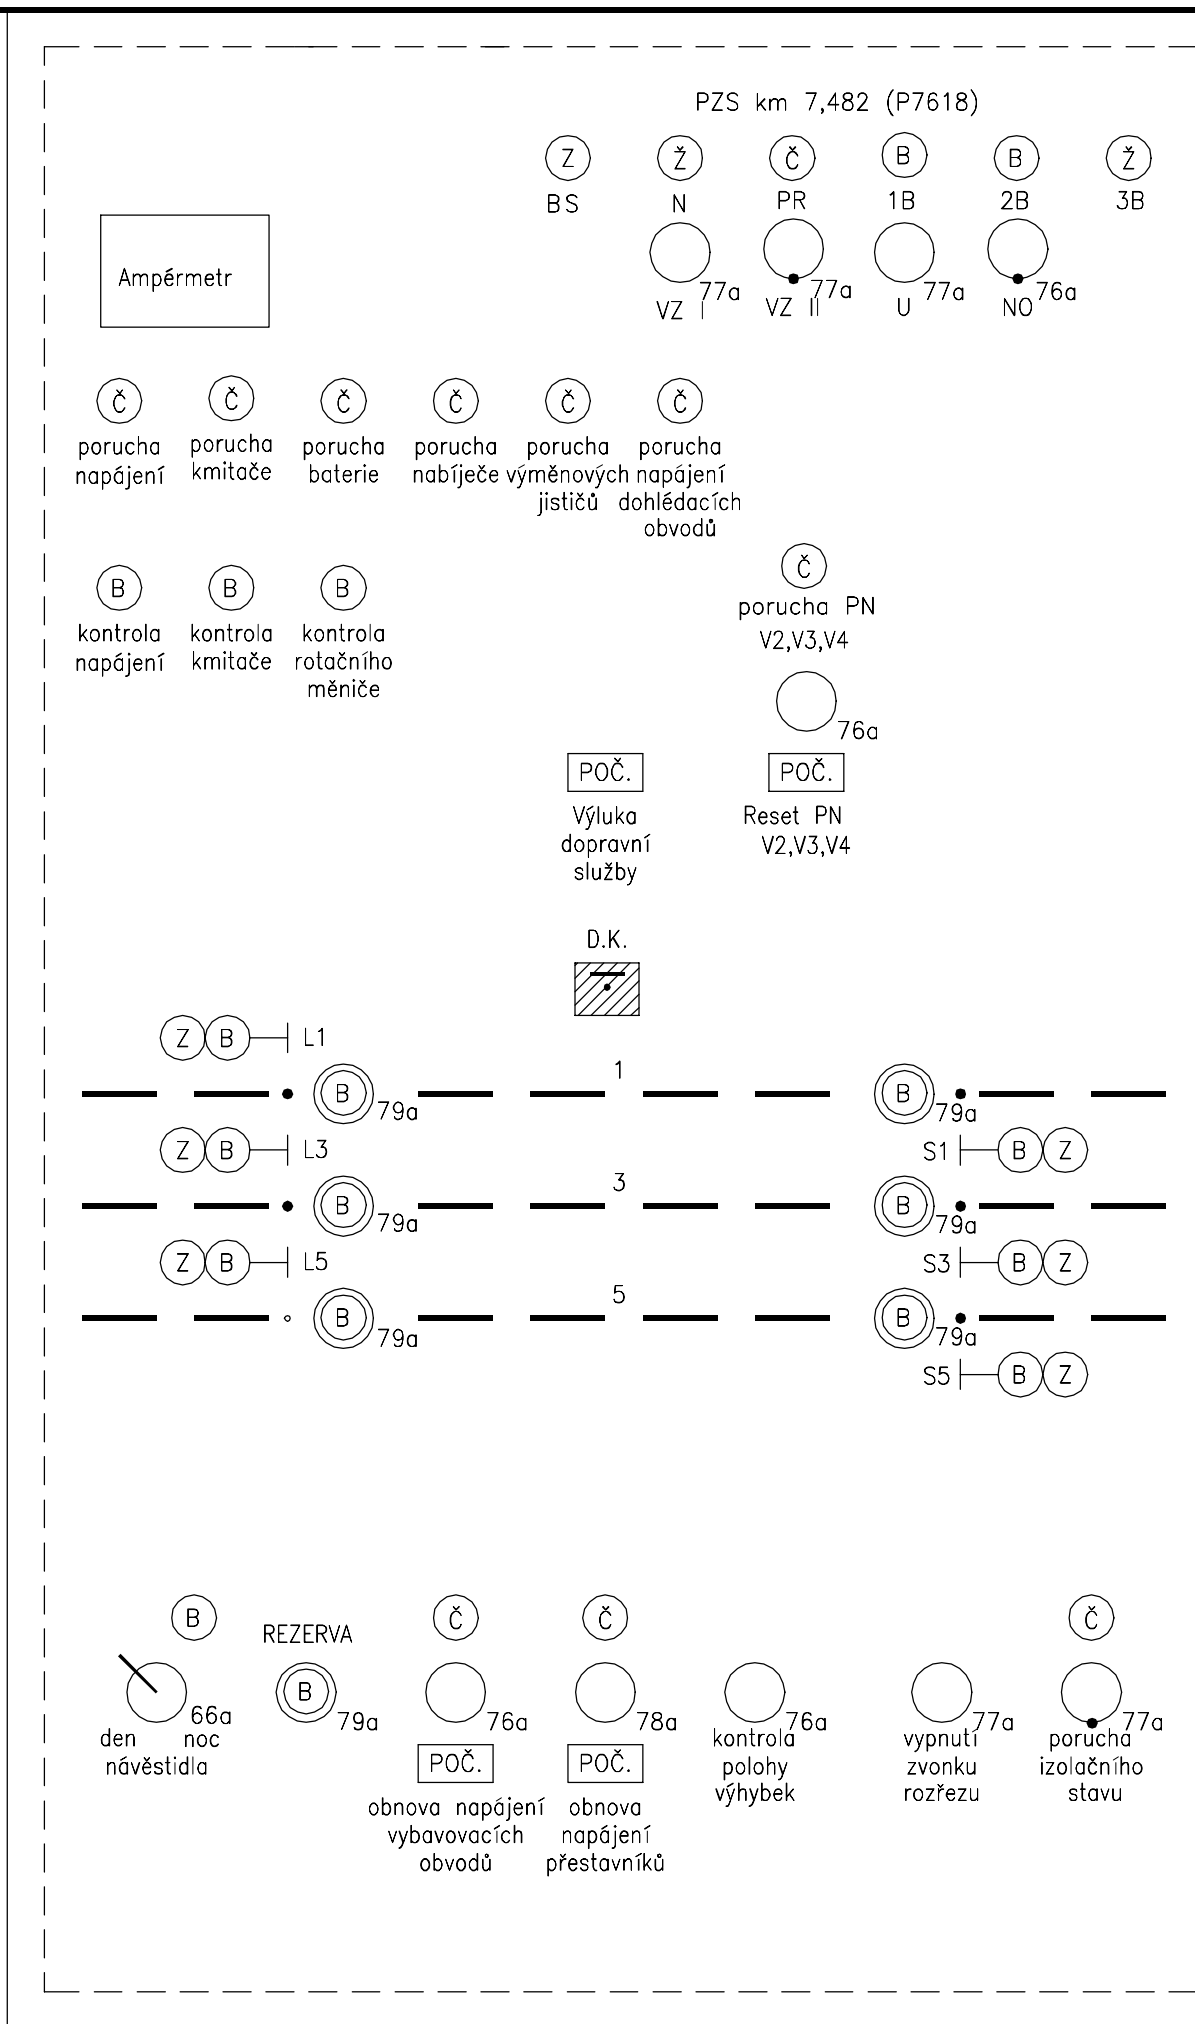 PZS km 7,482 (P7618)
Z Ž Č B B Ž
BS N PR 1B 2B 3B
Ampérmetr
77a 77a 77a 76a
VZ I VZ II U NO
Č Č Č Č Č Č
porucha napájení
porucha kmitače
porucha baterie
porucha nabíječe
porucha výměnových jističů
porucha napájení dohlédacích obvodů
Č
porucha PN
V2,V3,V4
B B B
kontrola napájení
kontrola kmitače
kontrola rotačního měniče
76a
POČ. POČ.
Výluka dopravní služby
Reset PN
V2,V3,V4
D.K.
Z B L1
1
B 79a B 79a
Z B L3 S1 B Z
3
B 79a B 79a
Z B L5 S3 B Z
5
B 79a B 79a
S5 B Z
B REZERVA Č Č Č
B
66a 79a 76a 78a 76a 77a 77a
den noc
návěstidla
POČ. POČ.
obnova napájení
vybavovacích
obvodů
obnova
napájení
přestavníků
kontrola
polohy
výhybek
vypnutí
zvonku
rozřezu
porucha
izolačního
stavu